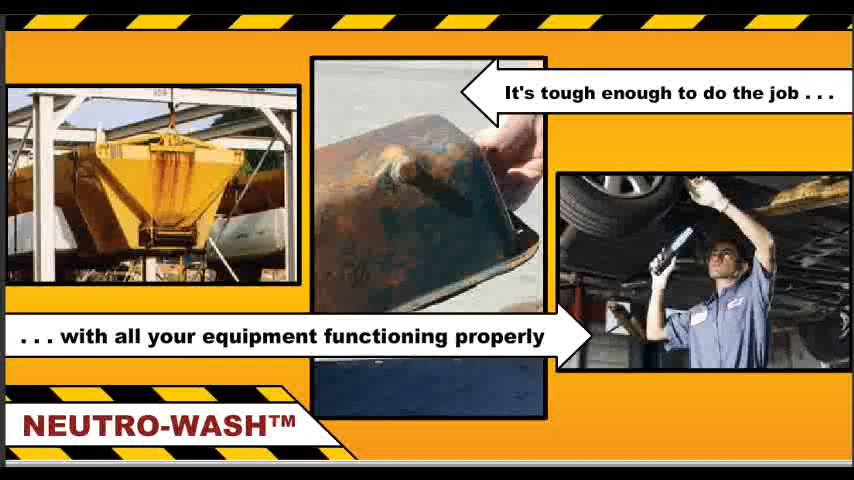 It's tough enough to do the job . . .
. . . with all your equipment functioning properly
NEUTRO-WASH™